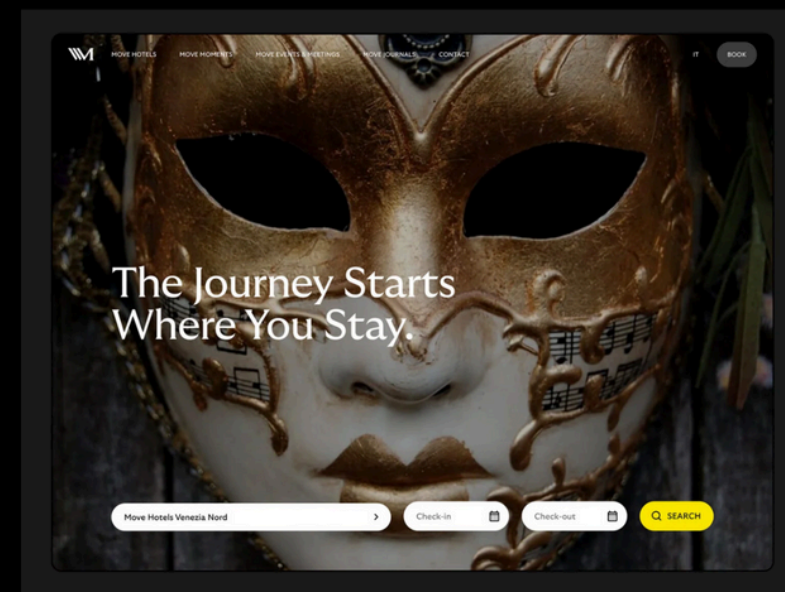 MOVE HOTELS
MOVE MOMENTS
MOVE EVENTS & MEETINGS
MOVE JOURNALS
CONTACT
IT
BOOK
The Journey Starts
Where You Stay.
Move Hotels Venezia Nord
Check-in
Check-out
SEARCH